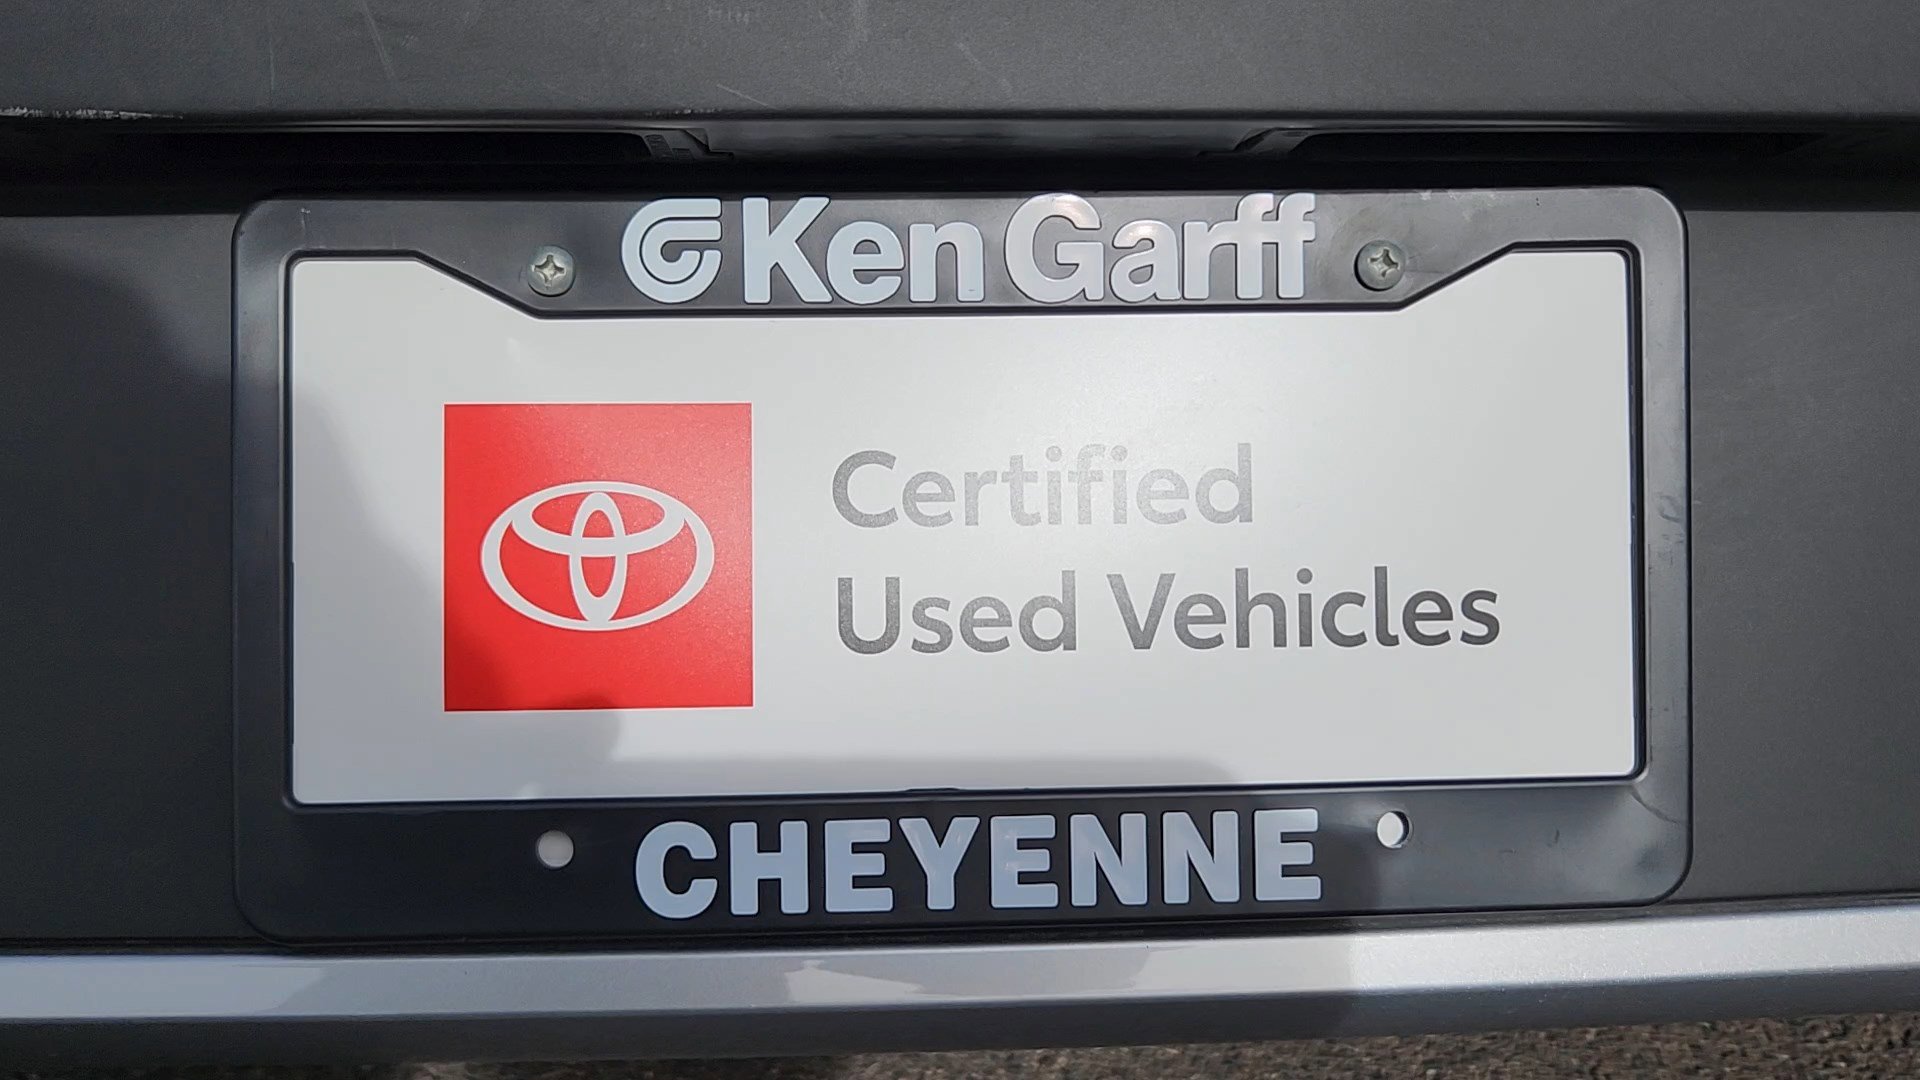 Ken Garff
Certified
Used Vehicles
CHEYENNE